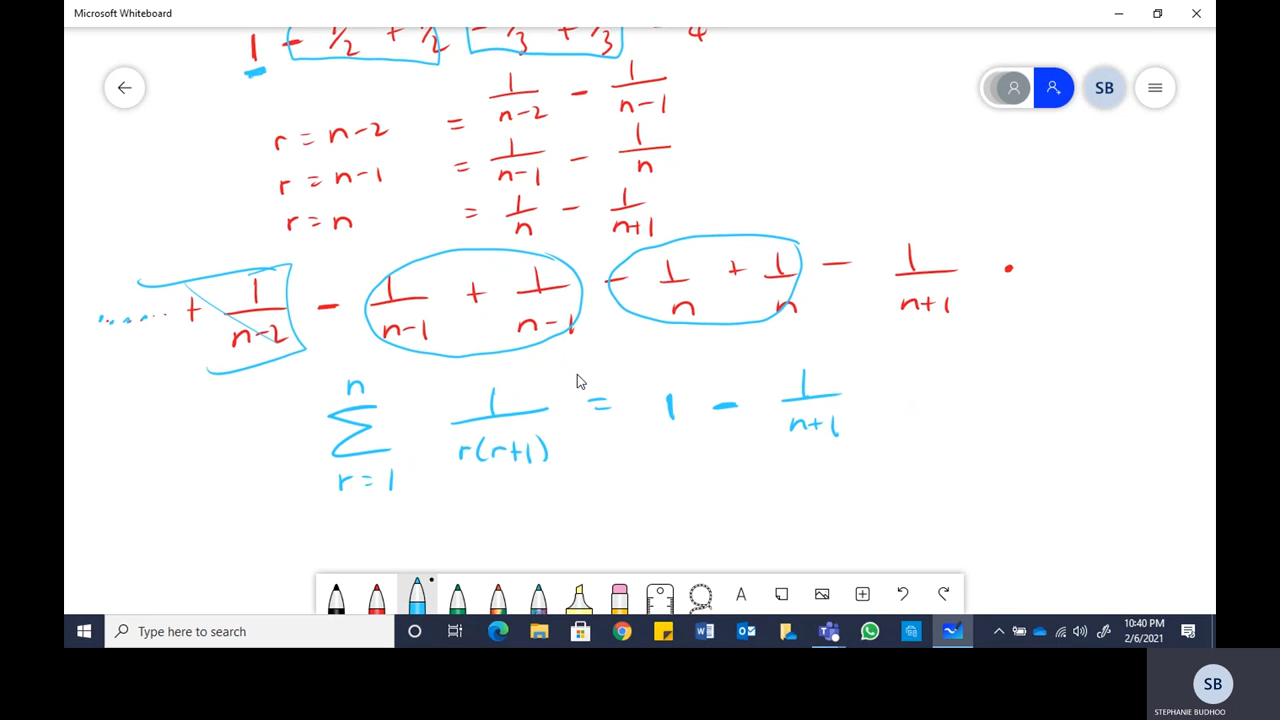 Microsoft Whiteboard
1 - 1/2 + 1/2 - 1/3 + 1/3 - 4
SB
r = n-2 = 1/(n-2) - 1/(n-1)
r = n-1 = 1/(n-1) - 1/n
r = n = 1/n - 1/(n+1)
...... + 1/(n-2) - 1/(n-1) + 1/(n-1) - 1/n + 1/n - 1/(n+1) .
n
Σ 1/(r(r+1)) = 1 - 1/(n+1)
r = 1
A
Type here to search
10:40 PM
2/6/2021
SB
STEPHANIE BUDHOO